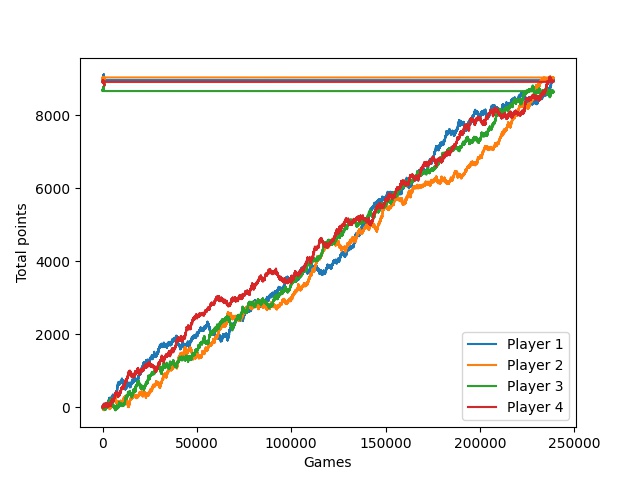 8000
6000
4000
2000
0
Total points
0
50000
100000
150000
200000
250000
Games
Player 1
Player 2
Player 3
Player 4